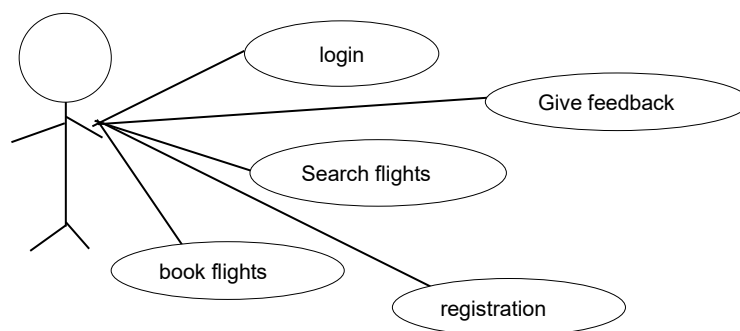 login
Give feedback
Search flights
book flights
registration